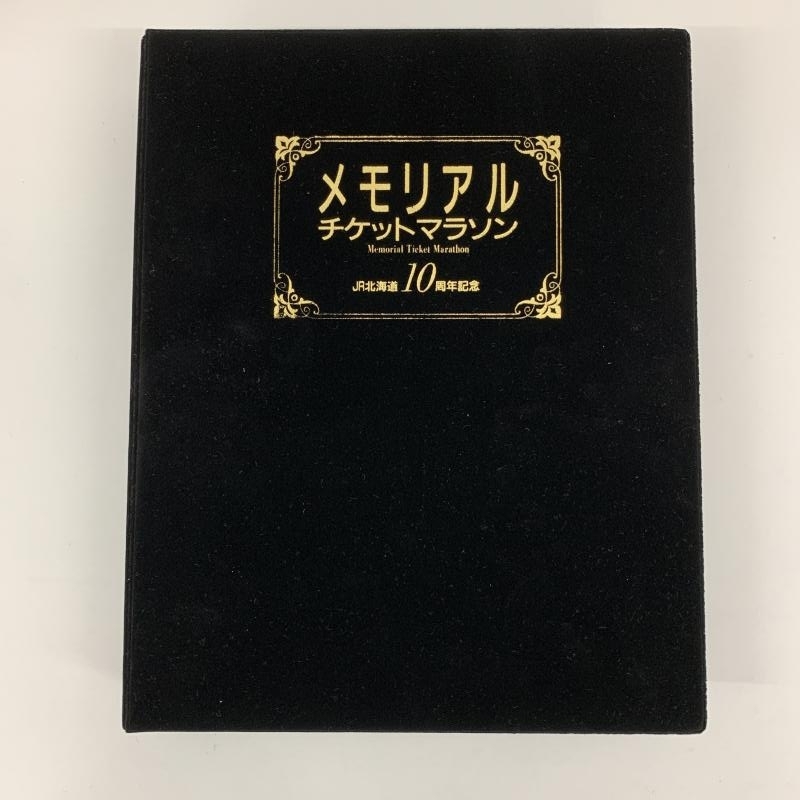 メモリアル
チケットマラソン
Memorial Ticket Marathon
JR北海道10周年記念